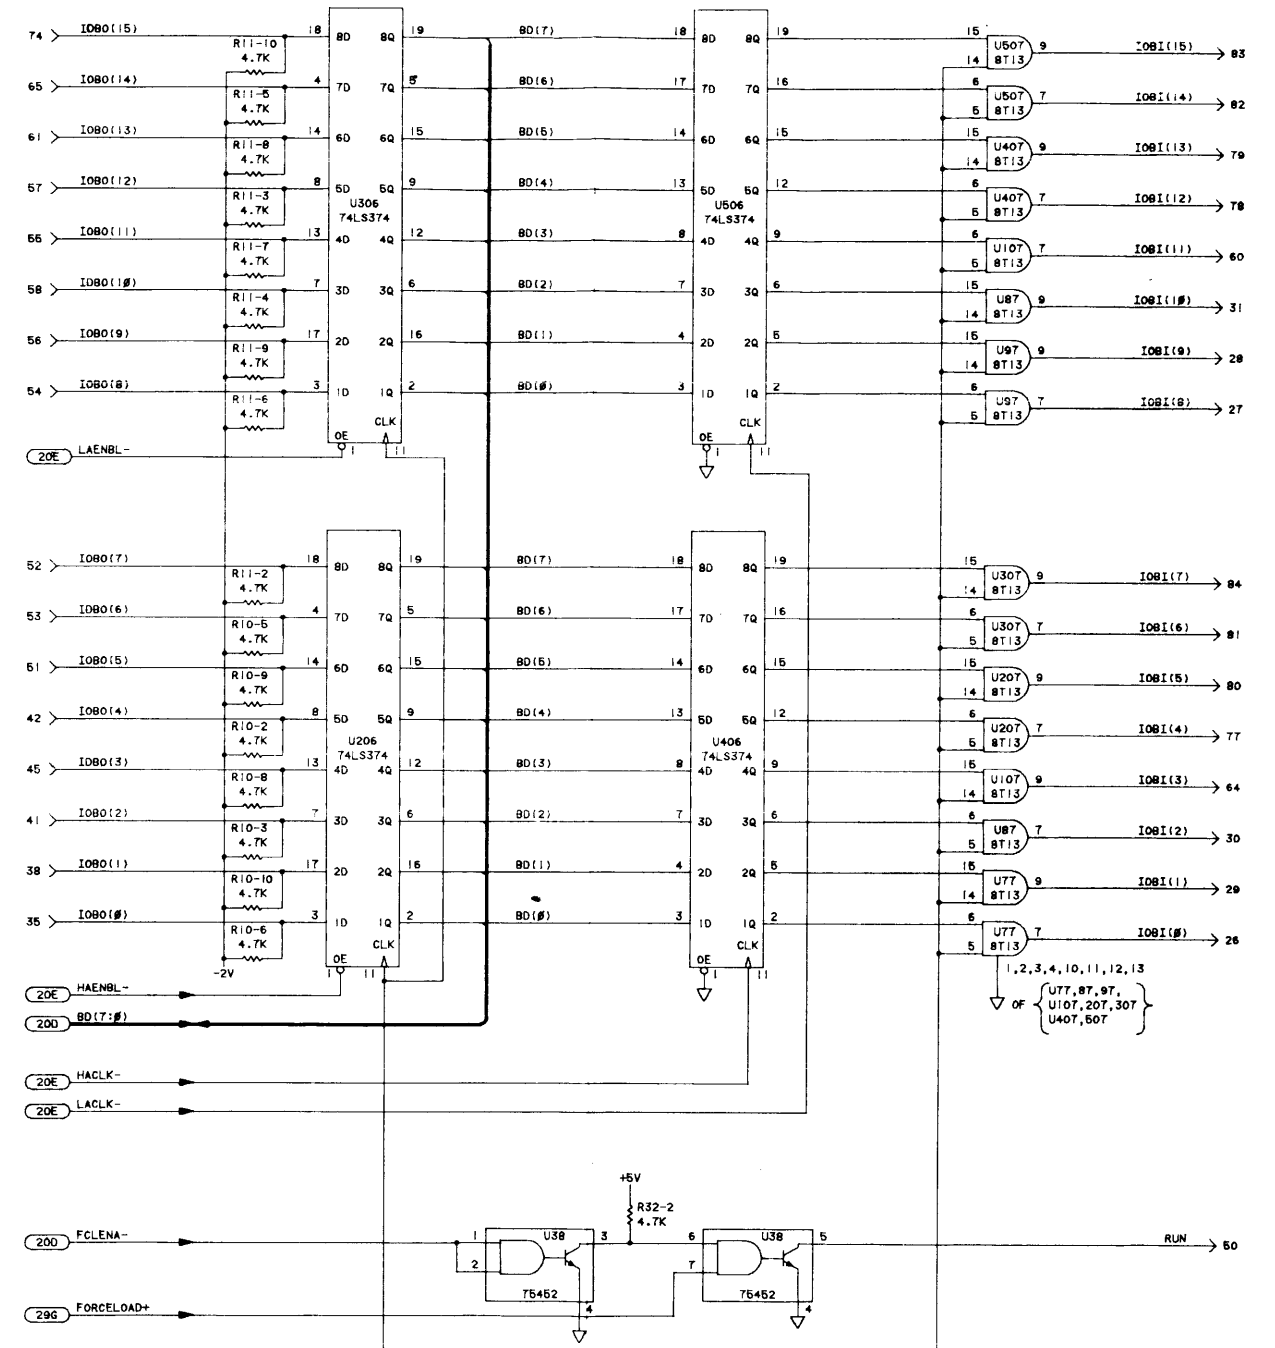 74 IOBO(15) R11-10 4.7K 18 8D 8Q 19 BD(7) 18 8D 8Q 19 15 14 U507 8T13 9 IOBI(15) 83
65 IOBO(14) R11-5 4.7K 4 7D 7Q 5 BD(6) 17 7D 7Q 16 6 5 U507 8T13 7 IOBI(14) 82
61 IOBO(13) R11-8 4.7K 14 6D 6Q 15 BD(5) 14 6D 6Q 15 15 14 U407 8T13 9 IOBI(13) 79
57 IOBO(12) R11-3 4.7K 8 5D 5Q 9 BD(4) 13 5D 5Q 12 6 5 U407 8T13 7 IOBI(12) 78
U306 74LS374 U506 74LS374
55 IOBO(11) R11-7 4.7K 13 4D 4Q 12 BD(3) 8 4D 4Q 9 6 5 U107 8T13 7 IOBI(11) 60
58 IOBO(10) R11-4 4.7K 7 3D 3Q 6 BD(2) 7 3D 3Q 6 15 14 U87 8T13 9 IOBI(10) 31
56 IOBO(9) R11-9 4.7K 17 2D 2Q 16 BD(1) 4 2D 2Q 5 15 14 U97 8T13 9 IOBI(9) 28
54 IOBO(8) R11-6 4.7K 3 1D 1Q 2 BD(0) 3 1D 1Q 2 6 5 U97 8T13 7 IOBI(8) 27
CLK CLK
OE 1 11 OE 1 11
20E LAENBL-
52 IOBO(7) R11-2 4.7K 18 8D 8Q 19 BD(7) 18 8D 8Q 19 15 14 U307 8T13 9 IOBI(7) 84
53 IOBO(6) R10-5 4.7K 4 7D 7Q 5 BD(6) 17 7D 7Q 16 6 5 U307 8T13 7 IOBI(6) 81
51 IOBO(5) R10-9 4.7K 14 6D 6Q 15 BD(5) 14 6D 6Q 15 15 14 U207 8T13 9 IOBI(5) 80
42 IOBO(4) R10-2 4.7K 8 5D 5Q 9 BD(4) 13 5D 5Q 12 6 5 U207 8T13 7 IOBI(4) 77
U206 74LS374 U406 74LS374
45 IOBO(3) R10-8 4.7K 13 4D 4Q 12 BD(3) 8 4D 4Q 9 15 14 U107 8T13 9 IOBI(3) 64
41 IOBO(2) R10-3 4.7K 7 3D 3Q 6 BD(2) 7 3D 3Q 6 6 5 U87 8T13 7 IOBI(2) 30
38 IOBO(1) R10-10 4.7K 17 2D 2Q 16 BD(1) 4 2D 2Q 5 15 14 U77 8T13 9 IOBI(1) 29
35 IOBO(0) R10-6 4.7K 3 1D 1Q 2 BD(0) 3 1D 1Q 2 6 5 U77 8T13 7 IOBI(0) 26
CLK CLK
-2V OE 1 11 OE 1 11
1,2,3,4,10,11,12,13
OF { U77,87,97,
U107,207,307
U407,507 }
20E HAENBL-
20D BD(7:0)
20E HACLK-
20E LACLK-
+5V
R32-2
4.7K
20D FCLENA- 1 2 U38 3 75452 4 6 7 U38 5 75452 4 RUN 50
29G FORCELOAD+